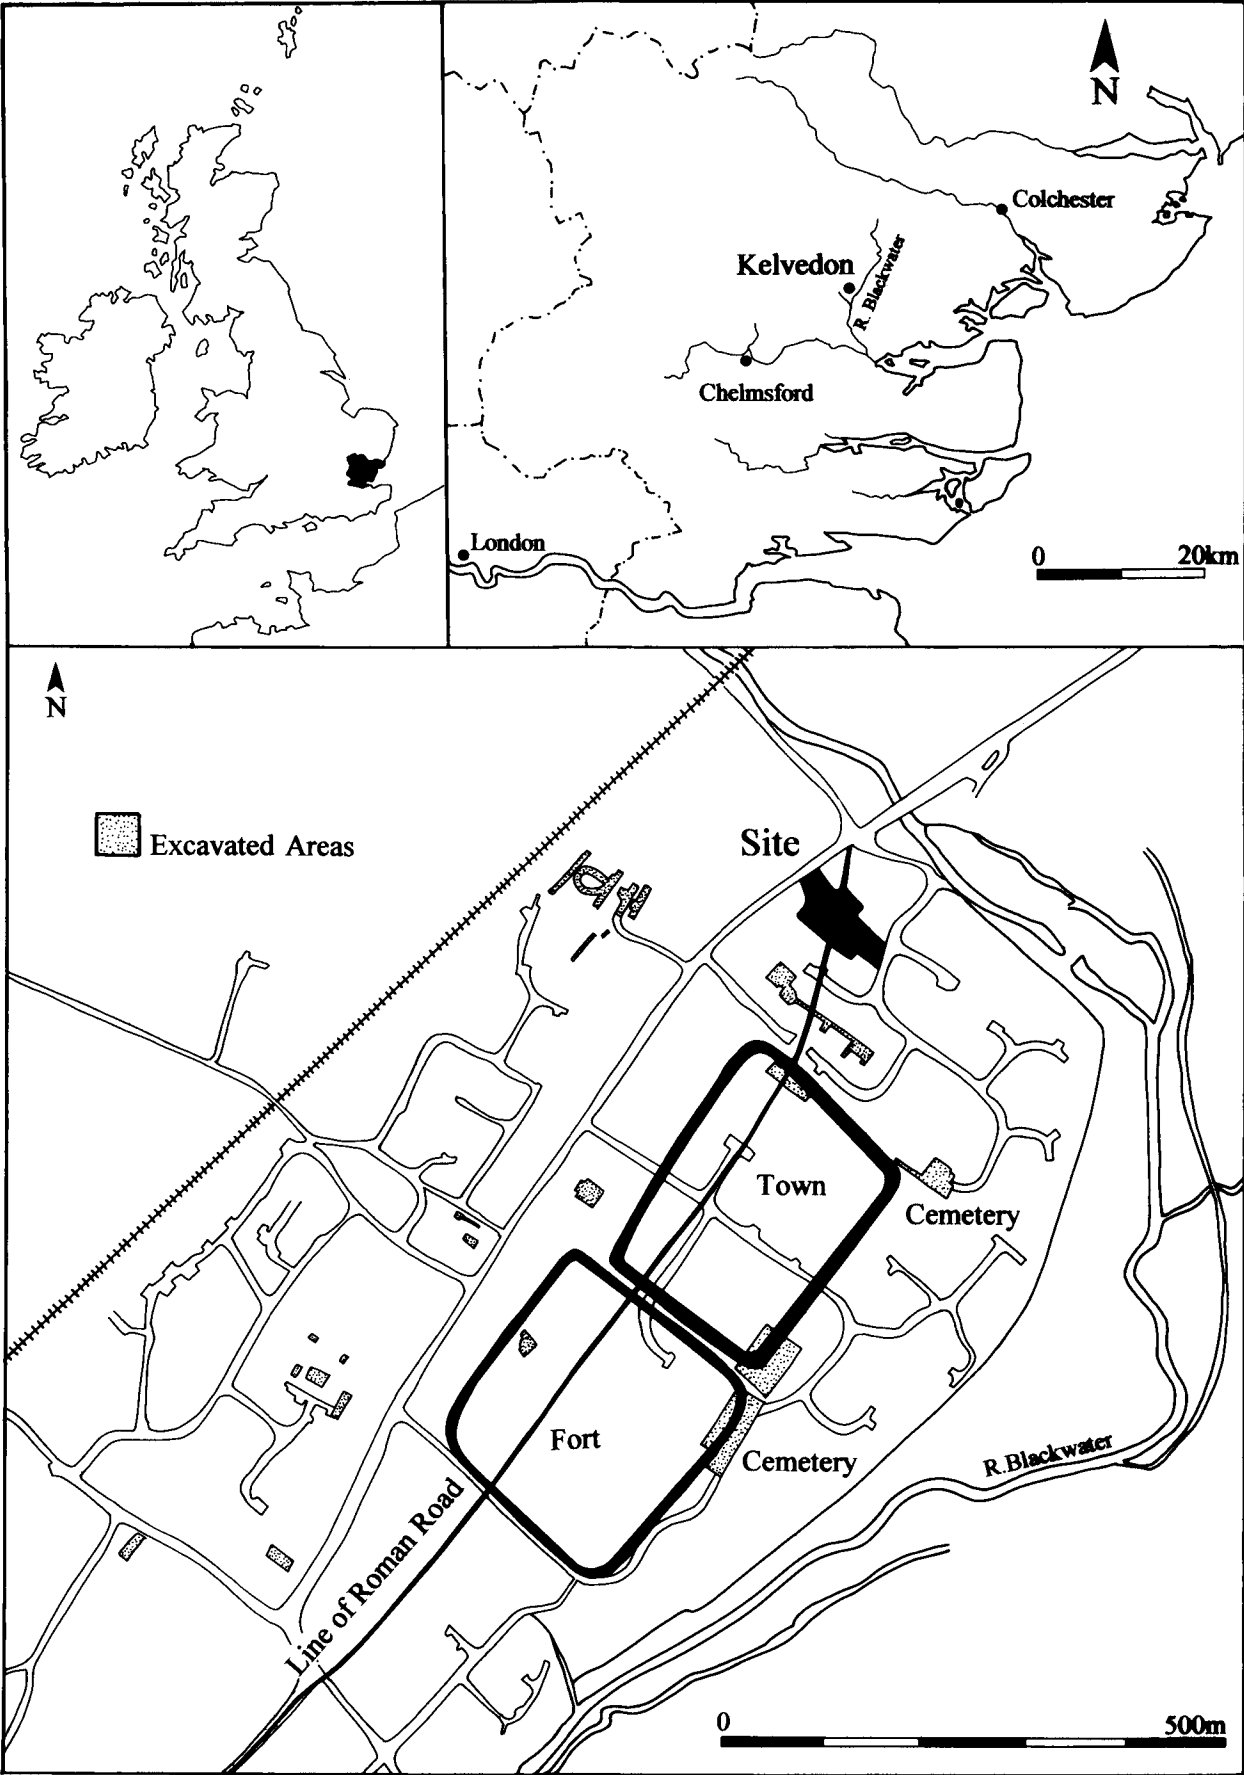 N
Colchester
Kelvedon
R. Blackwater
Chelmsford
London
0 20km
N
Excavated Areas
Site
Town
Cemetery
Fort
Cemetery
R.Blackwater
Line of Roman Road
0 500m